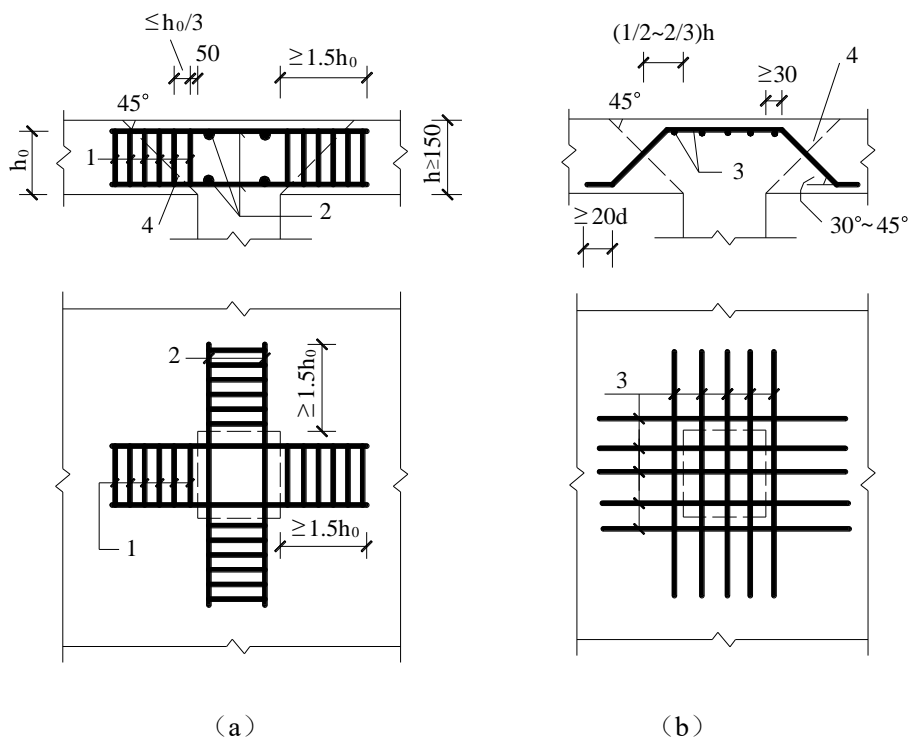 ≤h₀/3
50
≥1.5h₀
45°
h₀
1
4
2
h≥150
(1/2~2/3)h
≥30
4
45°
3
≥20d
30°~45°
2
≥1.5h₀
1
≥1.5h₀
3
（a）
（b）